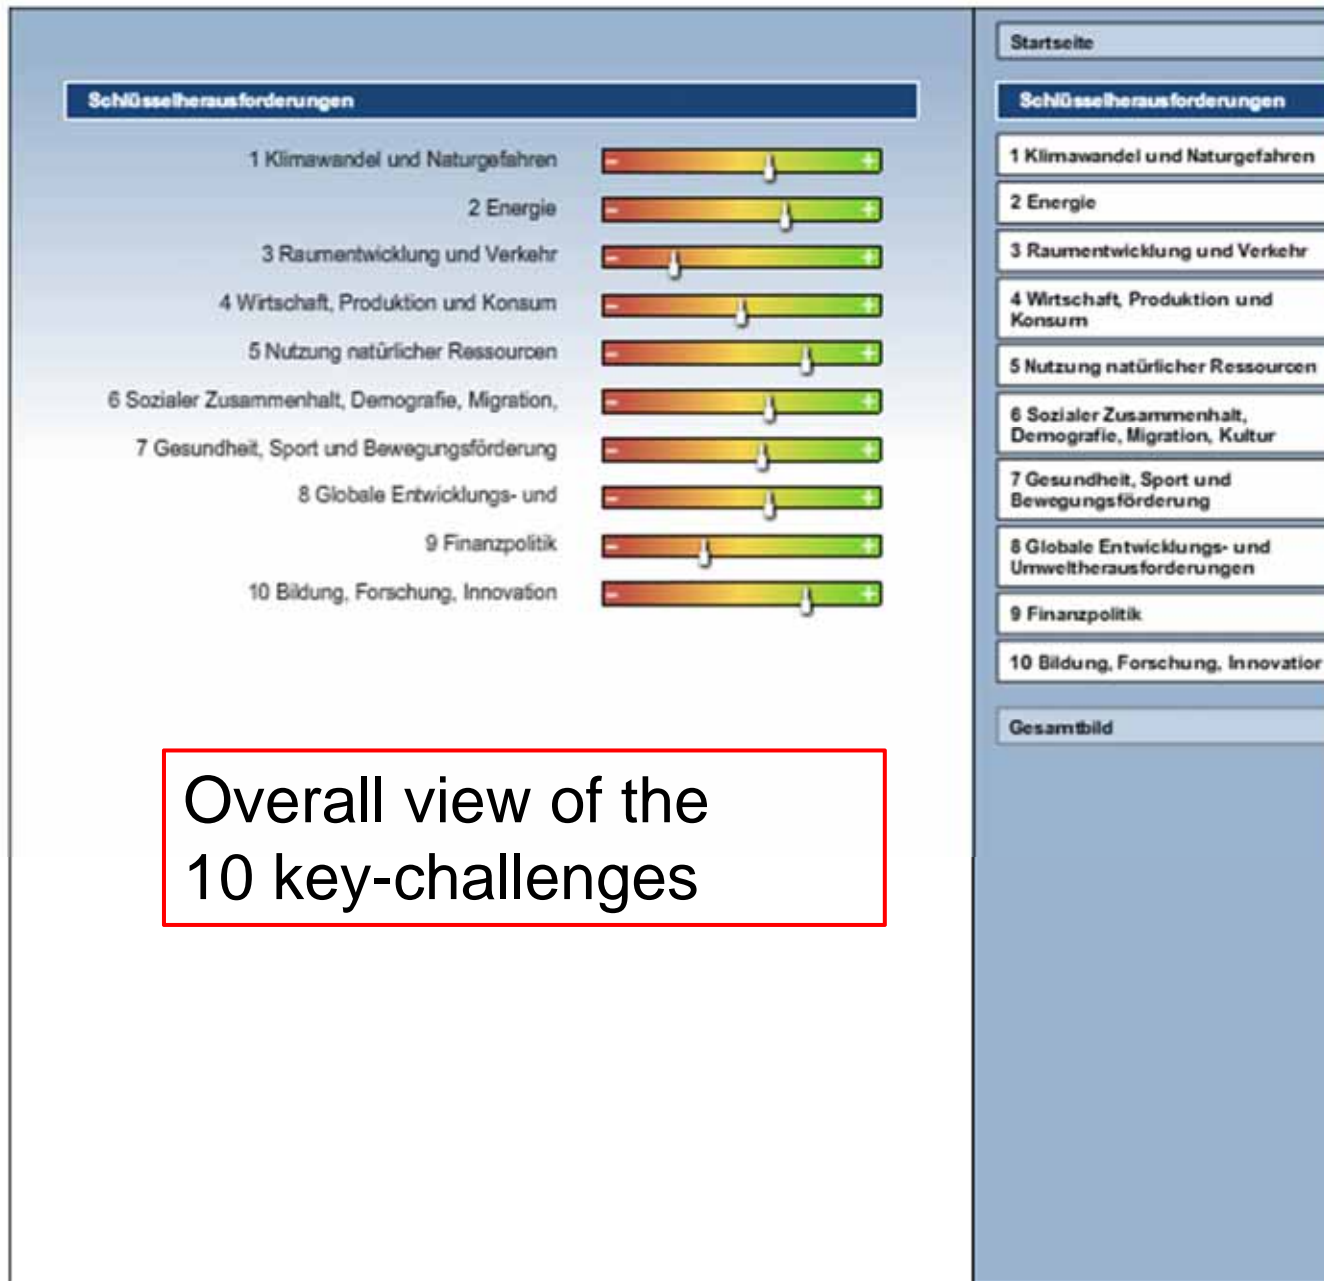 Schlüsselherausforderungen
1 Klimawandel und Naturgefahren
- +
2 Energie
- +
3 Raumentwicklung und Verkehr
- +
4 Wirtschaft, Produktion und Konsum
- +
5 Nutzung natürlicher Ressourcen
- +
6 Sozialer Zusammenhalt, Demografie, Migration,
- +
7 Gesundheit, Sport und Bewegungsförderung
- +
8 Globale Entwicklungs- und
- +
9 Finanzpolitik
- +
10 Bildung, Forschung, Innovation
- +
Overall view of the
10 key-challenges
Startseite
Schlüsselherausforderungen
1 Klimawandel und Naturgefahren
2 Energie
3 Raumentwicklung und Verkehr
4 Wirtschaft, Produktion und
Konsum
5 Nutzung natürlicher Ressourcen
6 Sozialer Zusammenhalt,
Demografie, Migration, Kultur
7 Gesundheit, Sport und
Bewegungsförderung
8 Globale Entwicklungs- und
Umweltherausforderungen
9 Finanzpolitik
10 Bildung, Forschung, Innovation
Gesamtbild